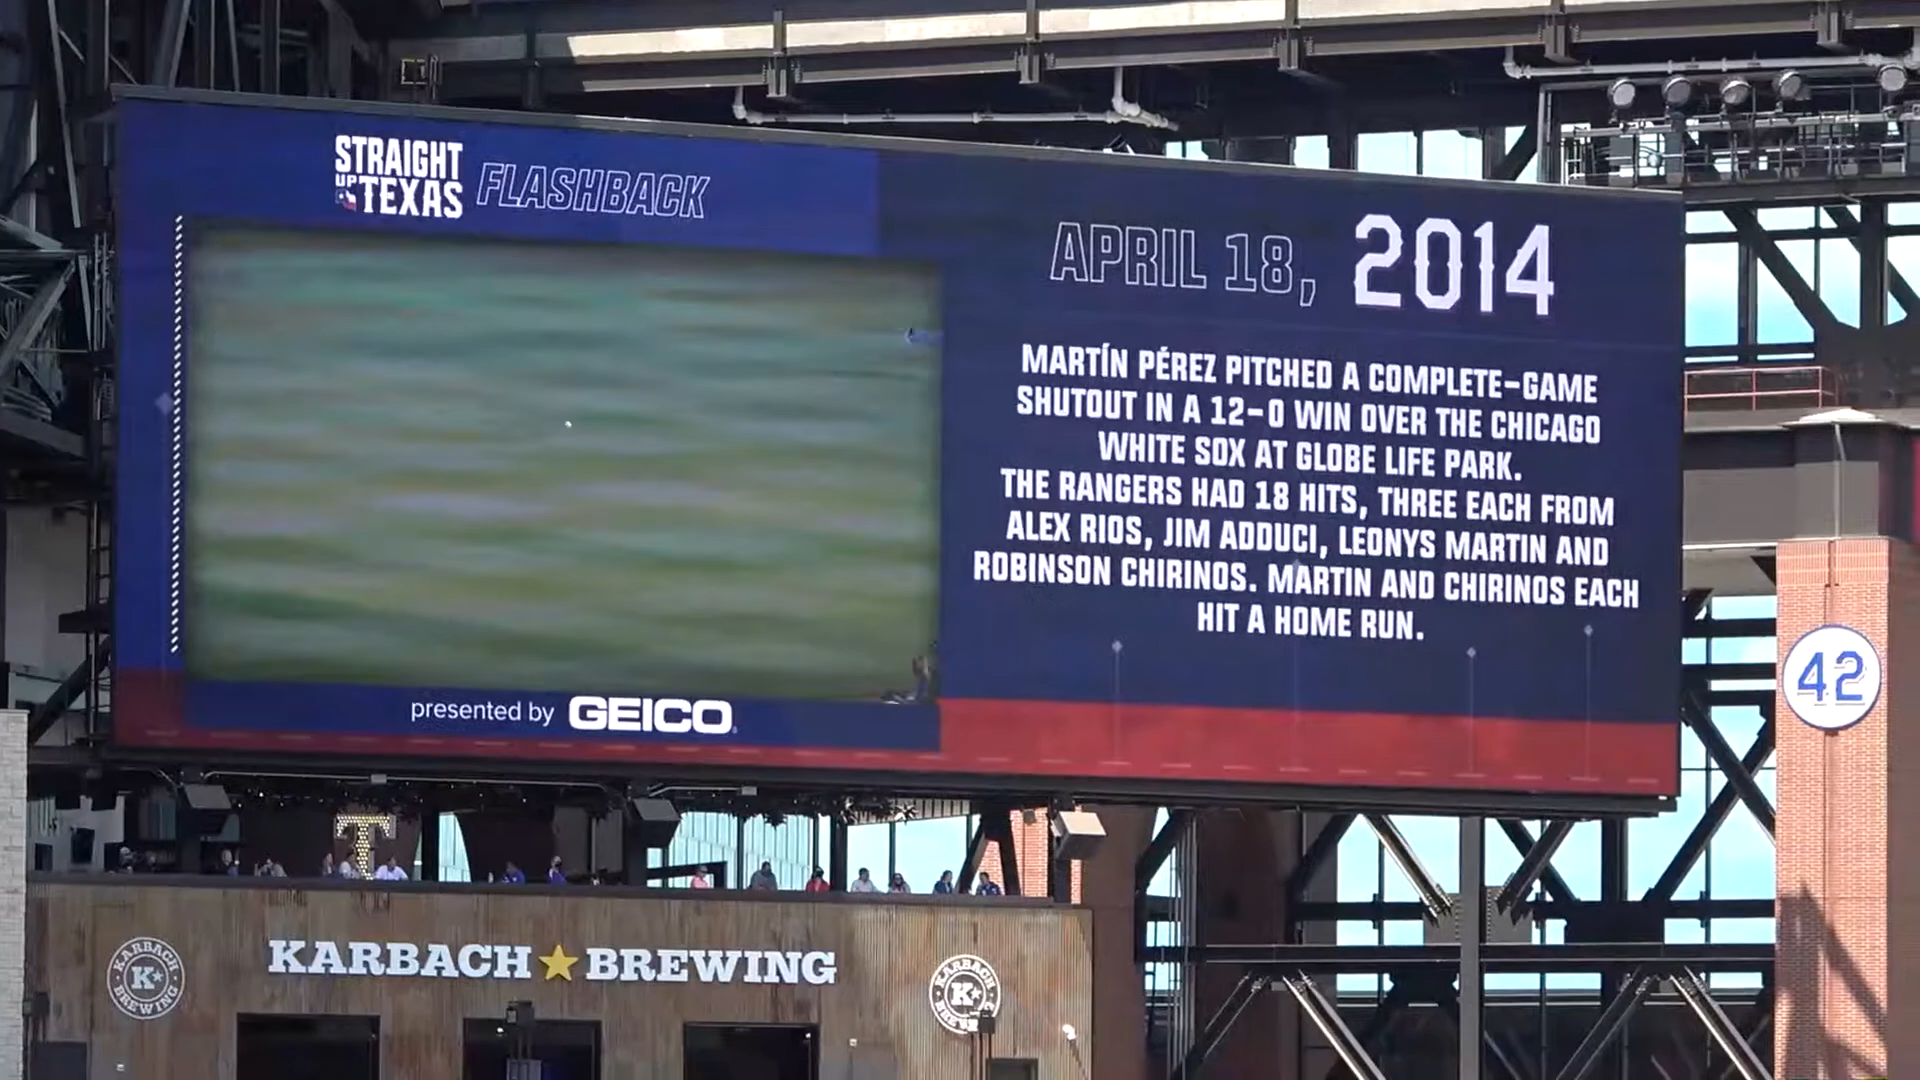 STRAIGHT
UP TEXAS
FLASHBACK
APRIL 18, 2014
MARTÍN PÉREZ PITCHED A COMPLETE-GAME
SHUTOUT IN A 12-0 WIN OVER THE CHICAGO
WHITE SOX AT GLOBE LIFE PARK.
THE RANGERS HAD 18 HITS, THREE EACH FROM
ALEX RIOS, JIM ADDUCI, LEONYS MARTIN AND
ROBINSON CHIRINOS. MARTIN AND CHIRINOS EACH
HIT A HOME RUN.
presented by GEICO
42
T
KARBACH BREWING
KARBACH
K
BREWING
KARBACH
K
BREWING